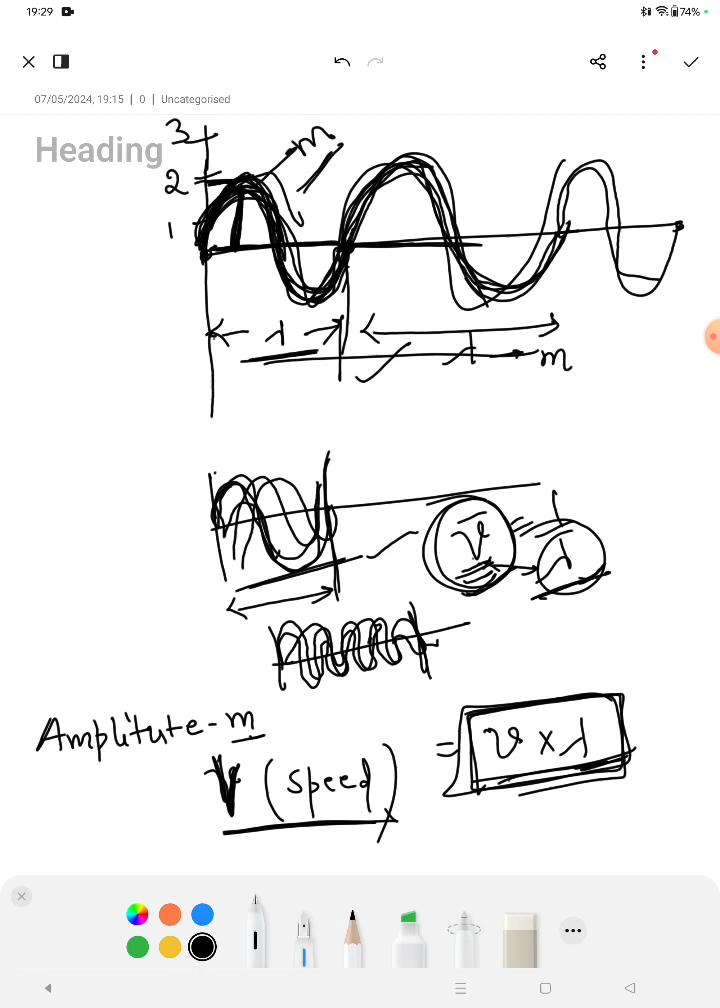 19:29
74%
07/05/2024, 19:15 | 0 | Uncategorised
Heading
3
2
1
m
λ
λ
m
ν
λ
Amplitute - m
V (speed) = ν × λ